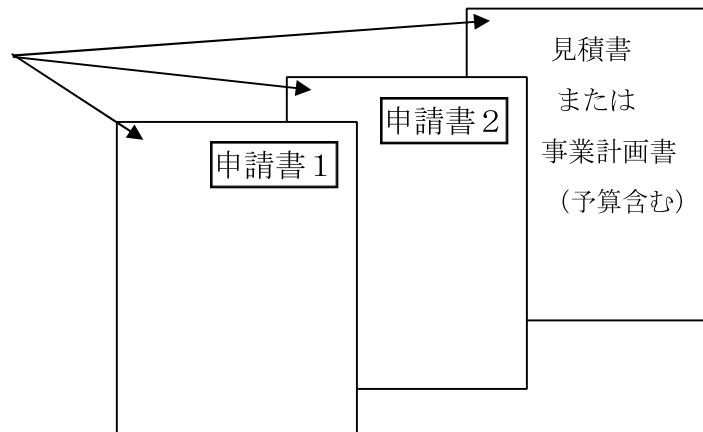 申請書１
申請書２
見積書
または
事業計画書
（予算含む）